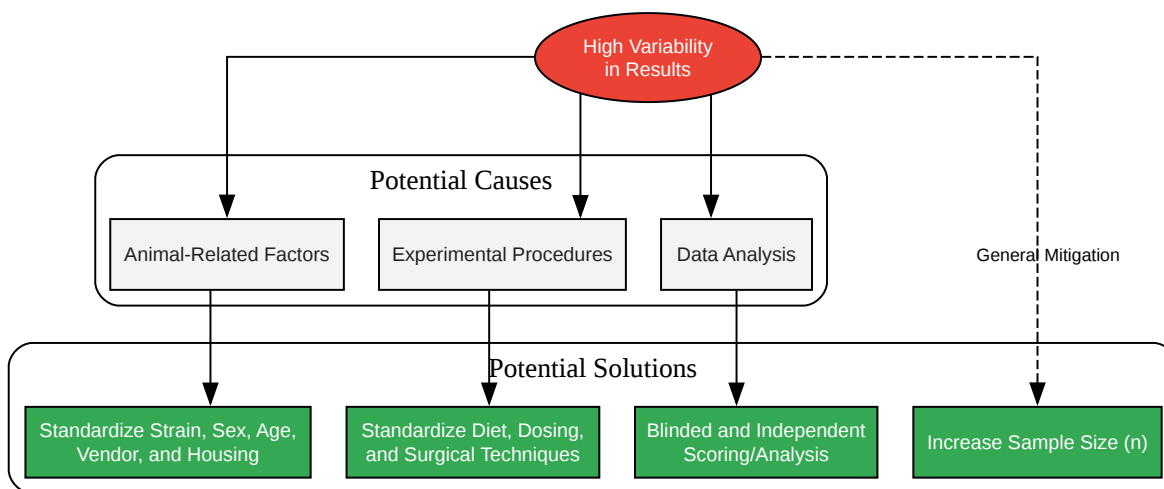 High Variability
in Results
Potential Causes
Animal-Related Factors
Experimental Procedures
Data Analysis
General Mitigation
Potential Solutions
Standardize Strain, Sex, Age,
Vendor, and Housing
Standardize Diet, Dosing,
and Surgical Techniques
Blinded and Independent
Scoring/Analysis
Increase Sample Size (n)